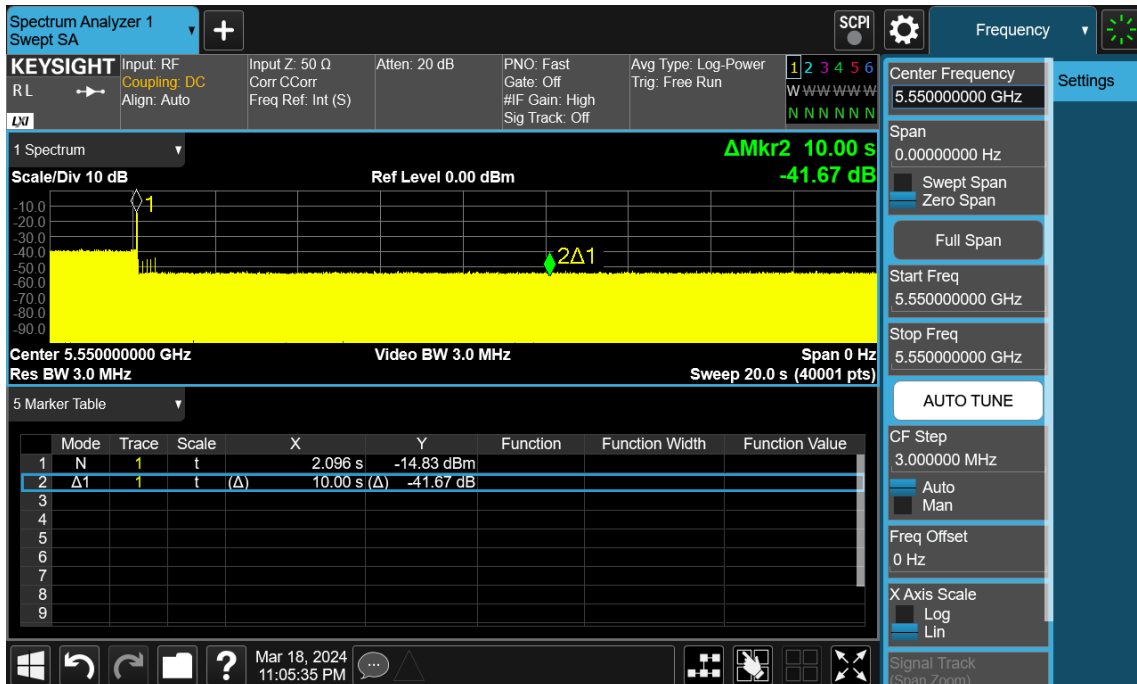 Spectrum Analyzer 1
Swept SA
+
SCPI
Frequency
KEYSIGHT
RL
LXI
Input: RF
Coupling: DC
Align: Auto
Input Z: 50 Ω
Corr CCorr
Freq Ref: Int (S)
Atten: 20 dB
PNO: Fast
Gate: Off
#IF Gain: High
Sig Track: Off
Avg Type: Log-Power
Trig: Free Run
1 2 3 4 5 6
W W W W W W
N N N N N N
1 Spectrum
ΔMkr2 10.00 s
-41.67 dB
Scale/Div 10 dB
Ref Level 0.00 dBm
1
2Δ1
-10.0
-20.0
-30.0
-40.0
-50.0
-60.0
-70.0
-80.0
-90.0
Center 5.550000000 GHz
Video BW 3.0 MHz
Span 0 Hz
Res BW 3.0 MHz
Sweep 20.0 s (40001 pts)
5 Marker Table
Mode Trace Scale X Y Function Function Width Function Value
1 N 1 t 2.096 s -14.83 dBm
2 Δ1 1 t (Δ) 10.00 s (Δ) -41.67 dB
3
4
5
6
7
8
9
?
Mar 18, 2024
11:05:35 PM
Center Frequency
5.550000000 GHz
Span
0.00000000 Hz
Swept Span
Zero Span
Full Span
Start Freq
5.550000000 GHz
Stop Freq
5.550000000 GHz
AUTO TUNE
CF Step
3.000000 MHz
Auto
Man
Freq Offset
0 Hz
X Axis Scale
Log
Lin
Signal Track
(Span Zoom)
Settings